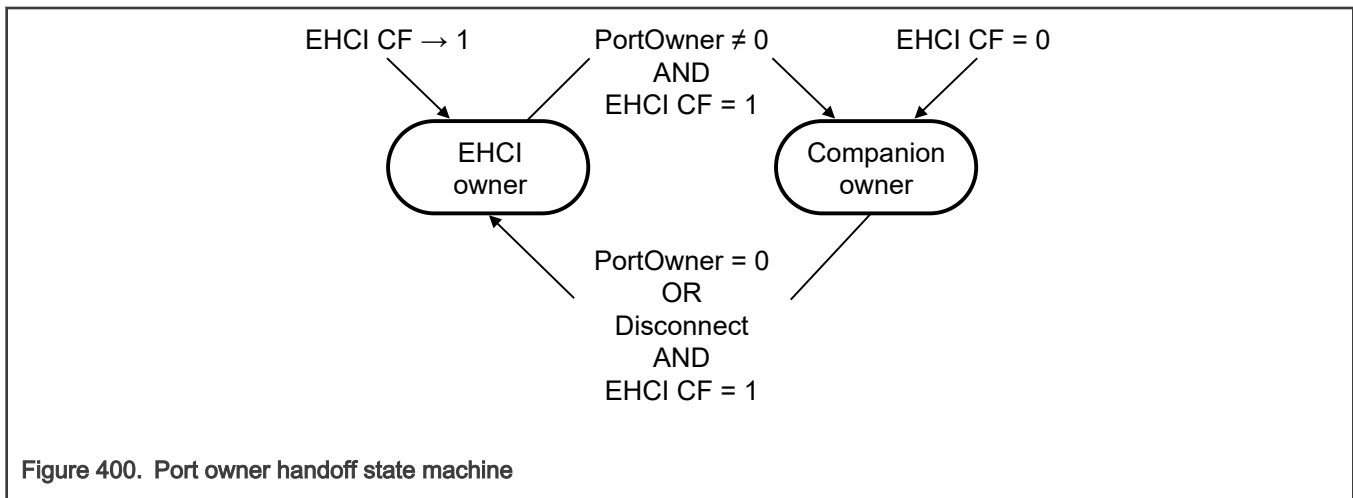 EHCI CF → 1
PortOwner ≠ 0
AND
EHCI CF = 1
EHCI CF = 0
EHCI
owner
Companion
owner
PortOwner = 0
OR
Disconnect
AND
EHCI CF = 1
Figure 400. Port owner handoff state machine